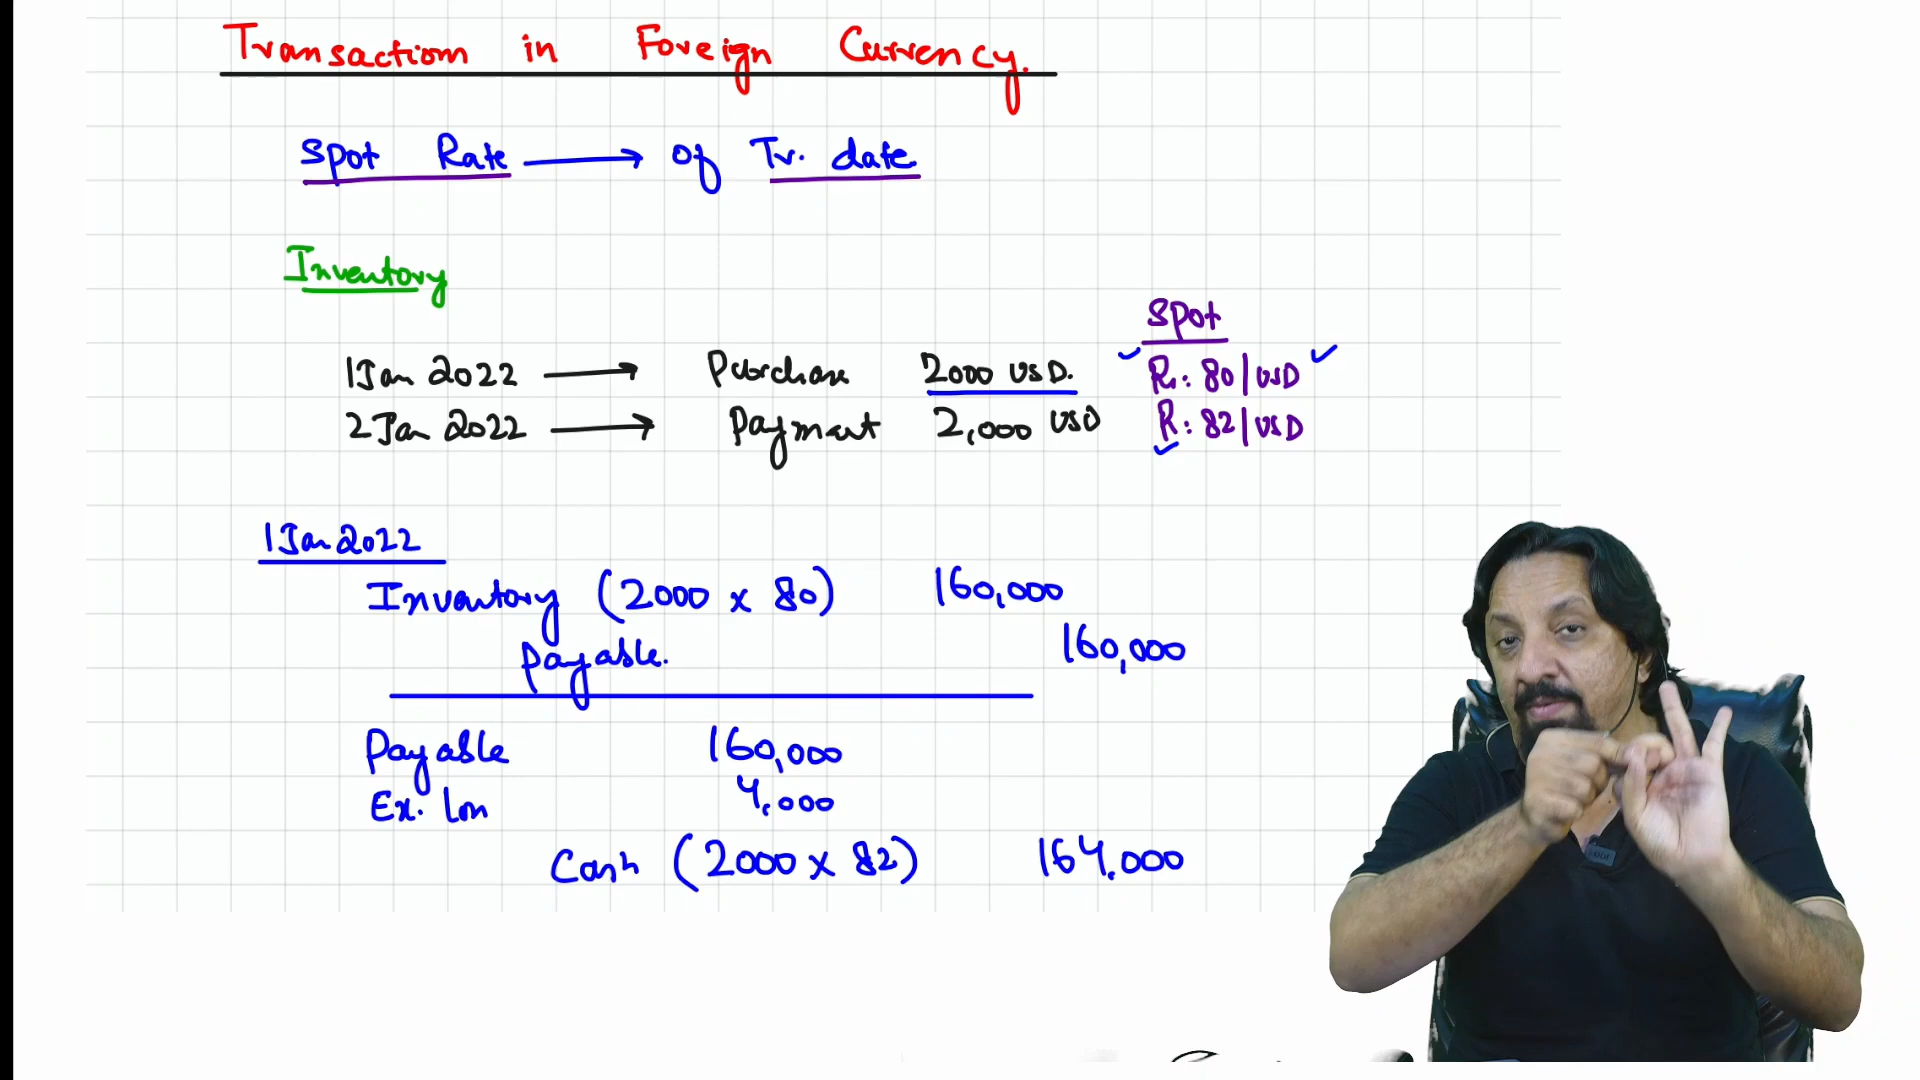 Transaction in Foreign Currency.
Spot Rate → of Tr. date
Inventory
Spot
1 Jan 2022 → Purchase 2000 USD. R: 80/USD
2 Jan 2022 → Payment 2,000 USD R: 82/USD
1 Jan 2022
Inventory (2000 x 80) 160,000
Payable. 160,000
Payable 160,000
Ex. Loss 4,000
Cash (2000 x 82) 164,000